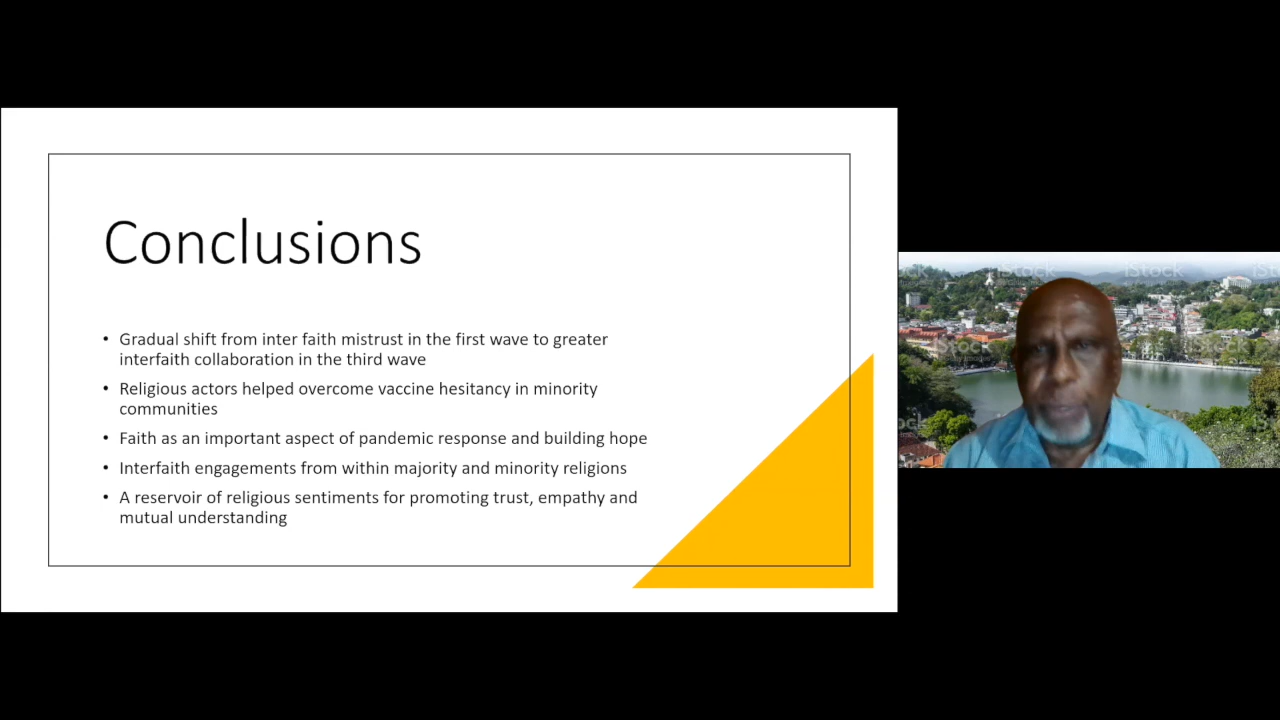 Conclusions
• Gradual shift from inter faith mistrust in the first wave to greater
interfaith collaboration in the third wave
• Religious actors helped overcome vaccine hesitancy in minority
communities
• Faith as an important aspect of pandemic response and building hope
• Interfaith engagements from within majority and minority religions
• A reservoir of religious sentiments for promoting trust, empathy and
mutual understanding
iStock
iStock